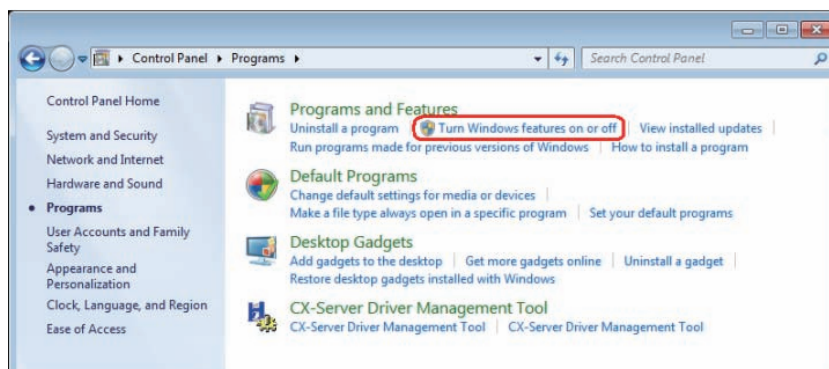 Control Panel ▸ Programs ▸
Search Control Panel
Control Panel Home
System and Security
Network and Internet
Hardware and Sound
Programs
User Accounts and Family
Safety
Appearance and
Personalization
Clock, Language, and Region
Ease of Access
Programs and Features
Uninstall a program Turn Windows features on or off View installed updates
Run programs made for previous versions of Windows How to install a program
Default Programs
Change default settings for media or devices
Make a file type always open in a specific program Set your default programs
Desktop Gadgets
Add gadgets to the desktop Get more gadgets online Uninstall a gadget
Restore desktop gadgets installed with Windows
CX-Server Driver Management Tool
CX-Server Driver Management Tool CX-Server Driver Management Tool